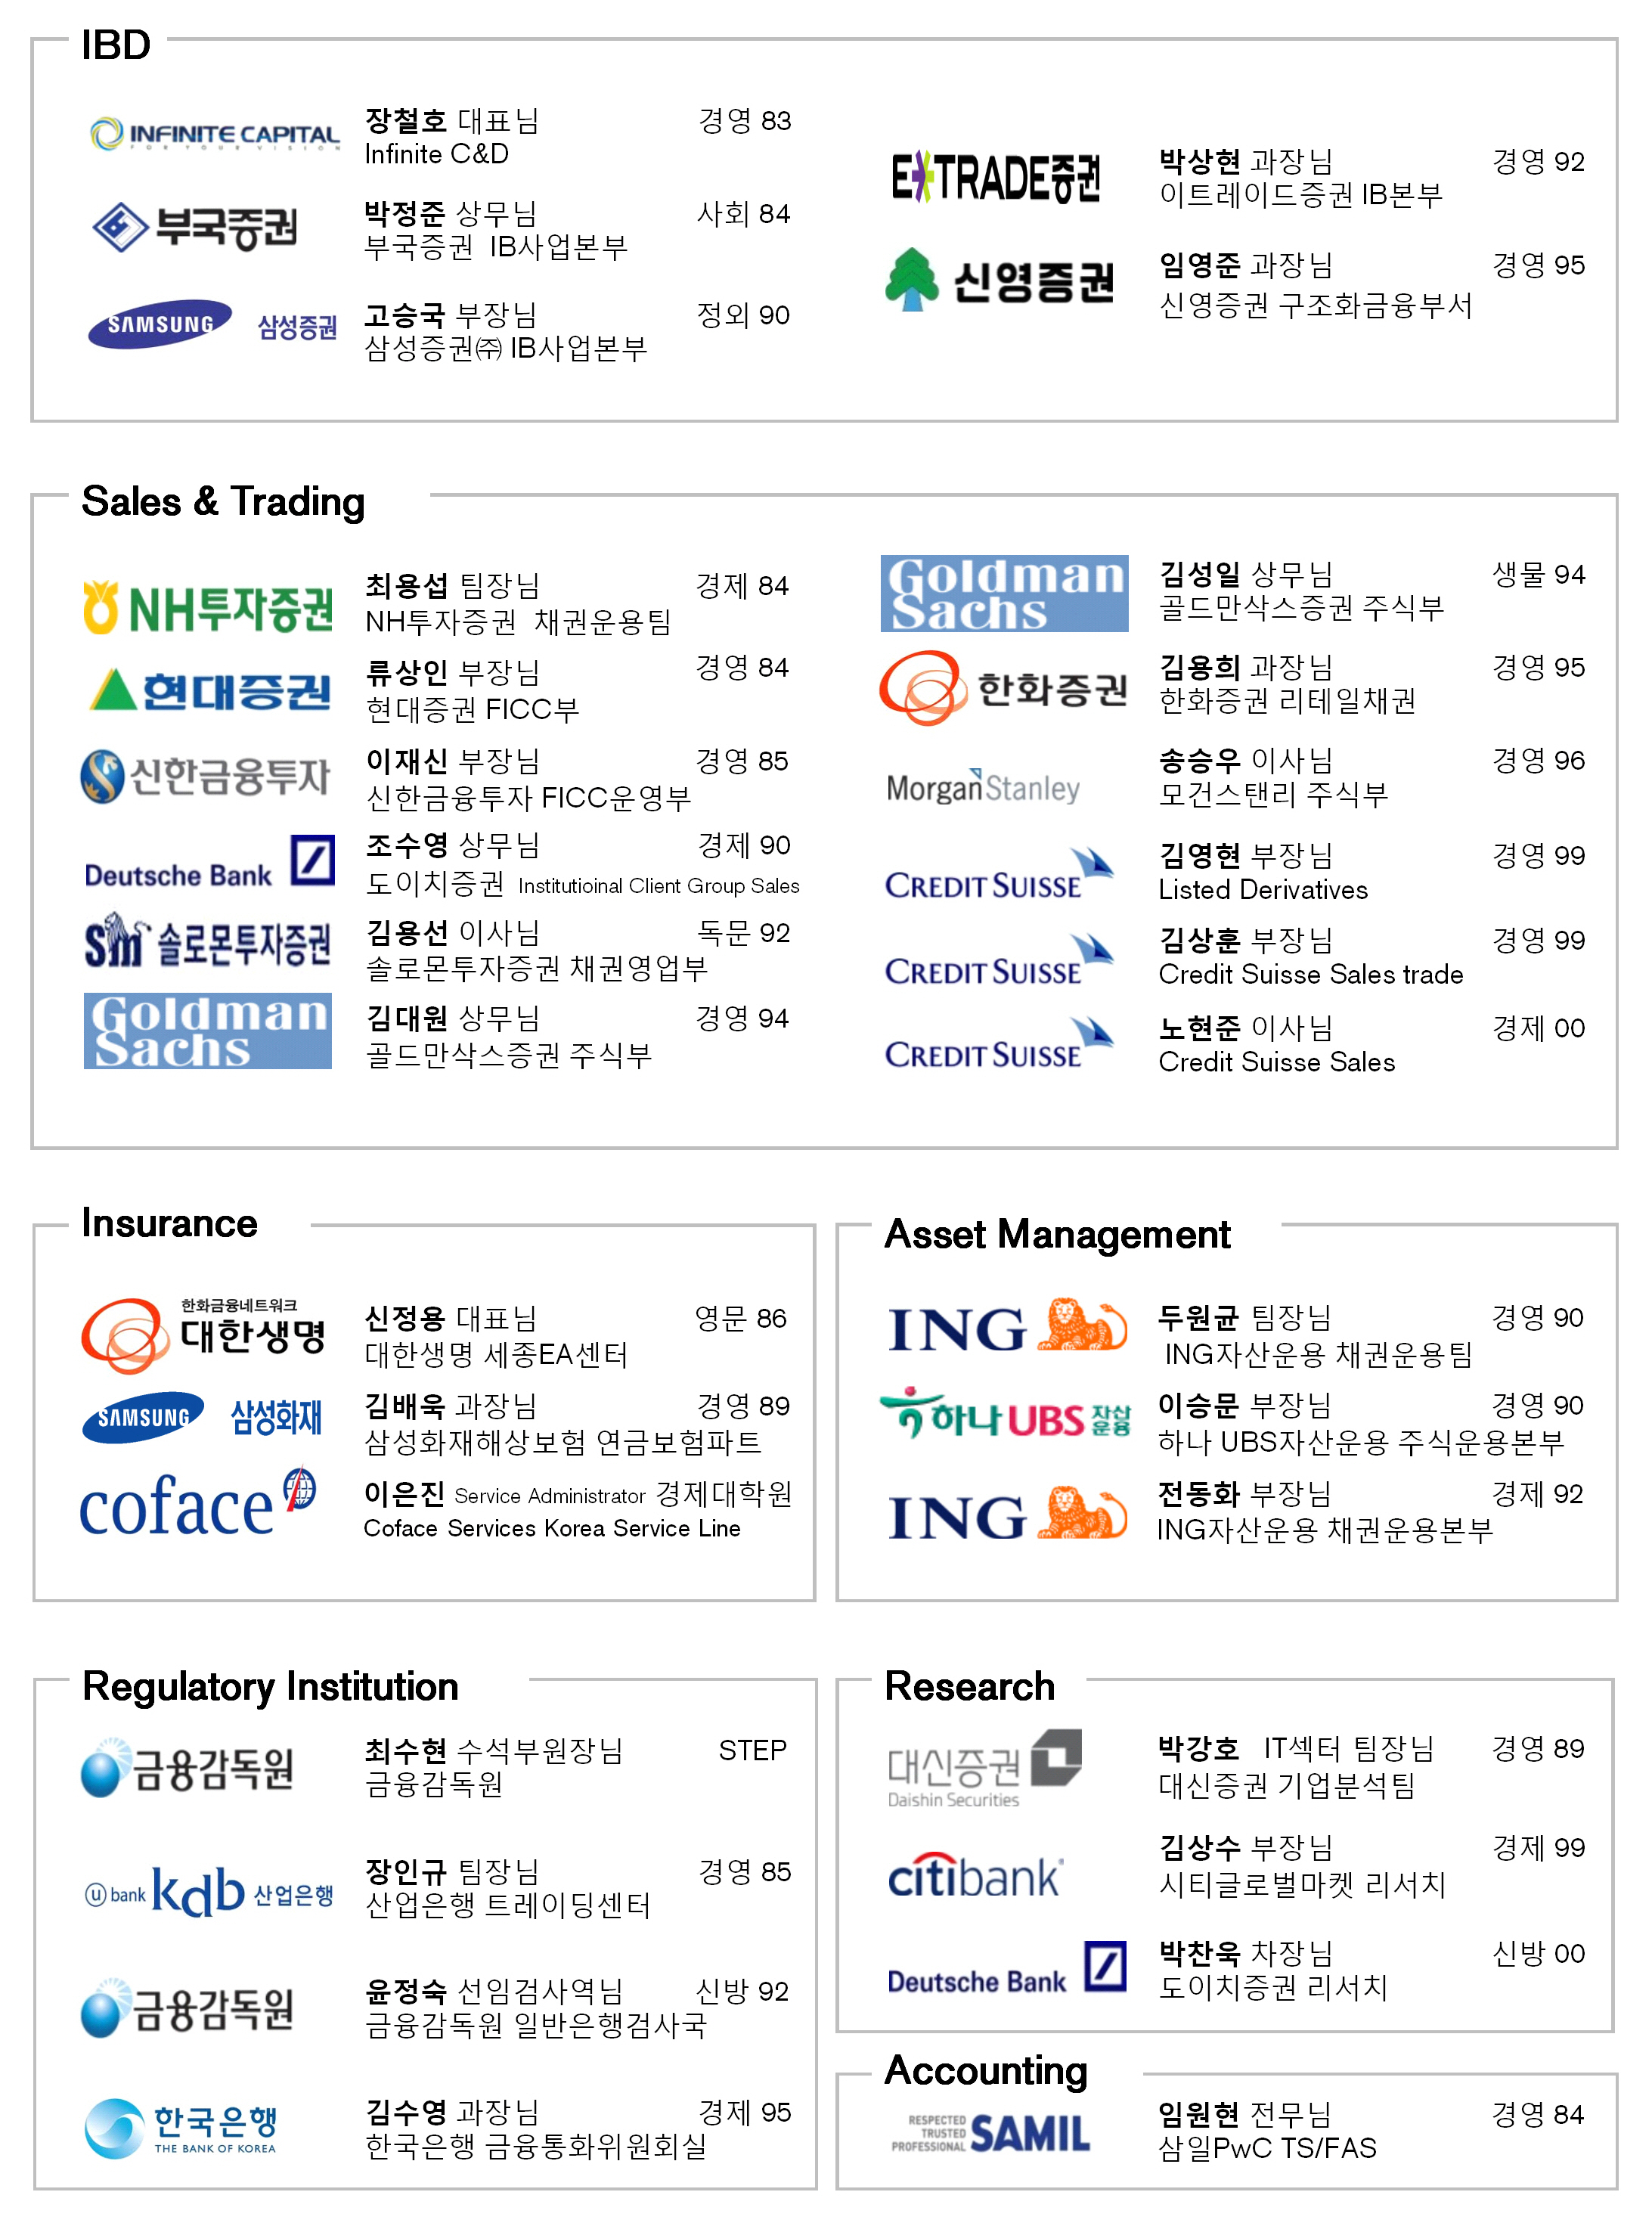 IBD
INFINITE CAPITAL
FOR YOUR VISION
장철호 대표님 경영 83
Infinite C&D
부국증권
박정준 상무님 사회 84
부국증권 IB사업본부
SAMSUNG 삼성증권
고승국 부장님 정외 90
삼성증권㈜ IB사업본부
E*TRADE증권
박상현 과장님 경영 92
이트레이드증권 IB본부
신영증권
임영준 과장님 경영 95
신영증권 구조화금융부서
Sales & Trading
NH투자증권
최용섭 팀장님 경제 84
NH투자증권 채권운용팀
현대증권
류상인 부장님 경영 84
현대증권 FICC부
신한금융투자
이재신 부장님 경영 85
신한금융투자 FICC운영부
Deutsche Bank
조수영 상무님 경제 90
도이치증권 Institutioinal Client Group Sales
Sm 솔로몬투자증권
김용선 이사님 독문 92
솔로몬투자증권 채권영업부
Goldman
Sachs
김대원 상무님 경영 94
골드만삭스증권 주식부
Goldman
Sachs
김성일 상무님 생물 94
골드만삭스증권 주식부
한화증권
김용희 과장님 경영 95
한화증권 리테일채권
Morgan Stanley
송승우 이사님 경영 96
모건스탠리 주식부
CREDIT SUISSE
김영현 부장님 경영 99
Listed Derivatives
CREDIT SUISSE
김상훈 부장님 경영 99
Credit Suisse Sales trade
CREDIT SUISSE
노현준 이사님 경제 00
Credit Suisse Sales
Insurance
한화금융네트워크
대한생명
신정용 대표님 영문 86
대한생명 세종EA센터
SAMSUNG 삼성화재
김배욱 과장님 경영 89
삼성화재해상보험 연금보험파트
coface
이은진 Service Administrator 경제대학원
Coface Services Korea Service Line
Asset Management
ING
두원균 팀장님 경영 90
ING자산운용 채권운용팀
하나 UBS 자산운용
이승문 부장님 경영 90
하나 UBS자산운용 주식운용본부
ING
전동화 부장님 경제 92
ING자산운용 채권운용본부
Regulatory Institution
금융감독원
최수현 수석부원장님 STEP
금융감독원
u bank kdb 산업은행
장인규 팀장님 경영 85
산업은행 트레이딩센터
금융감독원
윤정숙 선임검사역님 신방 92
금융감독원 일반은행검사국
한국은행
THE BANK OF KOREA
김수영 과장님 경제 95
한국은행 금융통화위원회실
Research
대신증권
Daishin Securities
박강호 IT섹터 팀장님 경영 89
대신증권 기업분석팀
citibank
김상수 부장님 경제 99
시티글로벌마켓 리서치
Deutsche Bank
박찬욱 차장님 신방 00
도이치증권 리서치
Accounting
RESPECTED
TRUSTED
PROFESSIONAL SAMIL
임원현 전무님 경영 84
삼일PwC TS/FAS